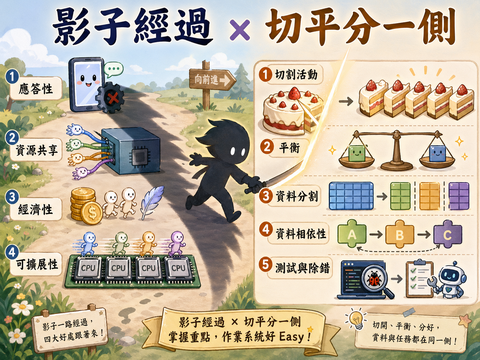 影子經過 × 切平分一側
1 應答性
2 資源共享
3 經濟性
$
4 可擴展性
CPU CPU CPU CPU
向前進
1 切割活動
2 平衡
3 資料分割
4 資料相依性
A B C
5 測試與除錯
影子一路經過,
四大好處跟著來!
影子經過 × 切平分一側
掌握重點,作業系統好 Easy!
切開、平衡、分好,
資料與任務都在同一側!